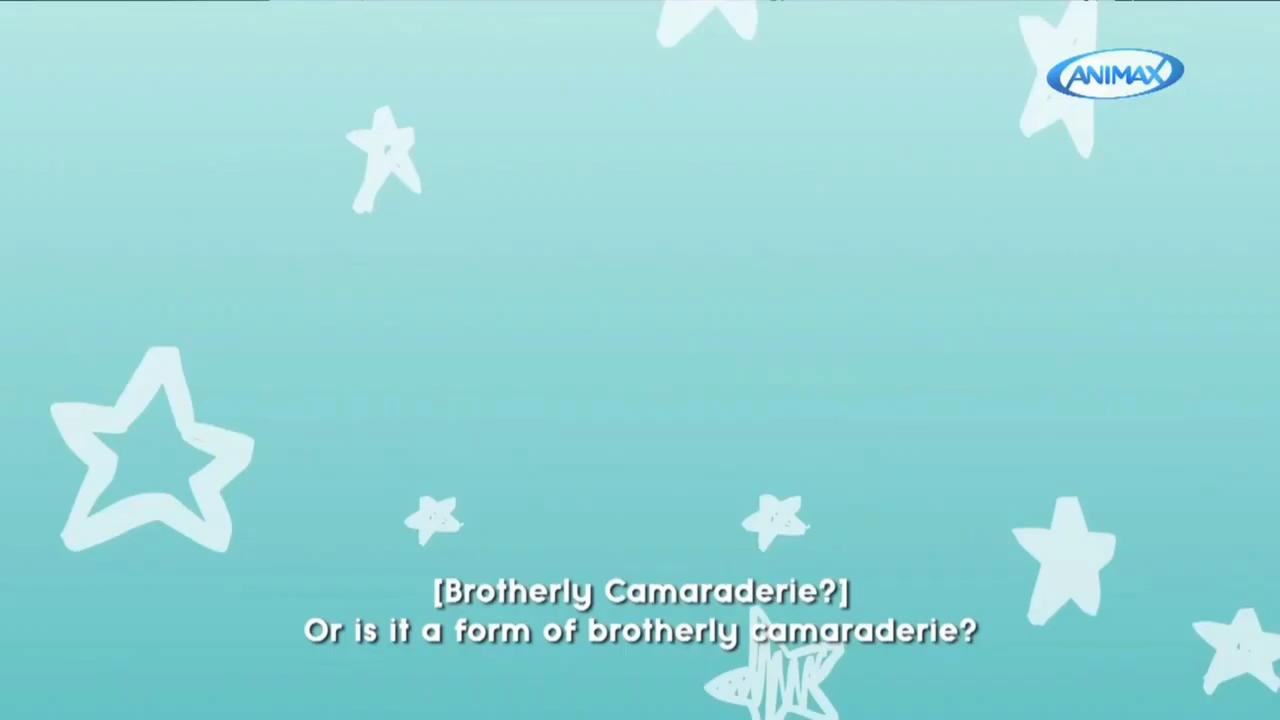 ANIMAX
[Brotherly Camaraderie?]
Or is it a form of brotherly camaraderie?